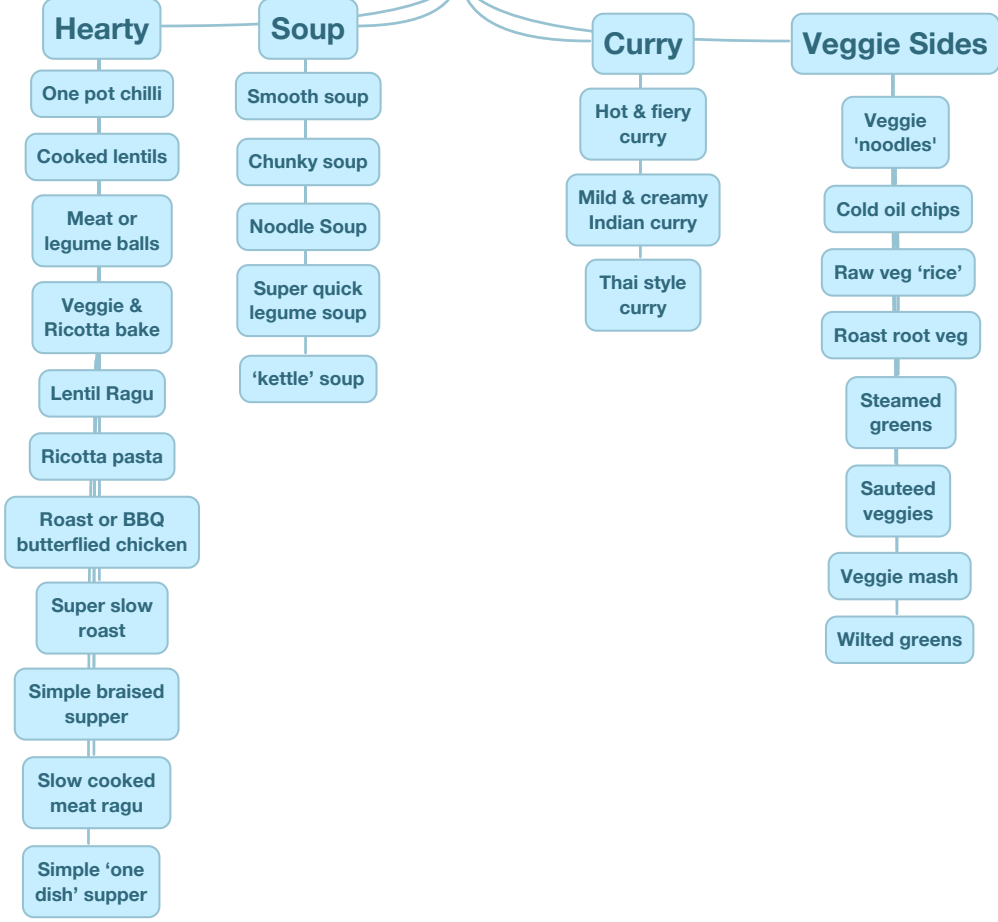 Hearty
One pot chilli
Cooked lentils
Meat or
legume balls
Veggie &
Ricotta bake
Lentil Ragu
Ricotta pasta
Roast or BBQ
butterflied chicken
Super slow
roast
Simple braised
supper
Slow cooked
meat ragu
Simple ‘one
dish’ supper
Soup
Smooth soup
Chunky soup
Noodle Soup
Super quick
legume soup
‘kettle’ soup
Curry
Hot & fiery
curry
Mild & creamy
Indian curry
Thai style
curry
Veggie Sides
Veggie
'noodles'
Cold oil chips
Raw veg ‘rice’
Roast root veg
Steamed
greens
Sauteed
veggies
Veggie mash
Wilted greens